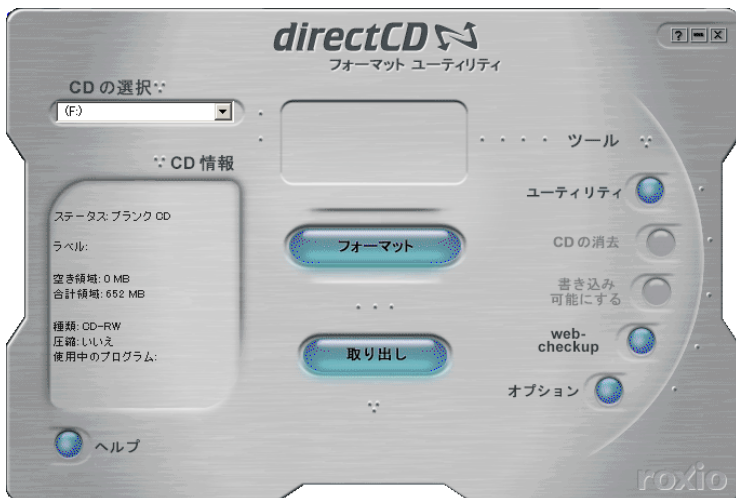 directCD
フォーマット ユーティリティ
CD の選択
(F:)
CD 情報
ステータス: ブランク CD
ラベル:
空き領域: 0 MB
合計領域: 652 MB
種類: CD-RW
圧縮: いいえ
使用中のプログラム:
ヘルプ
フォーマット
取り出し
ツール
ユーティリティ
CD の消去
書き込み
可能にする
web-
checkup
オプション
roxio